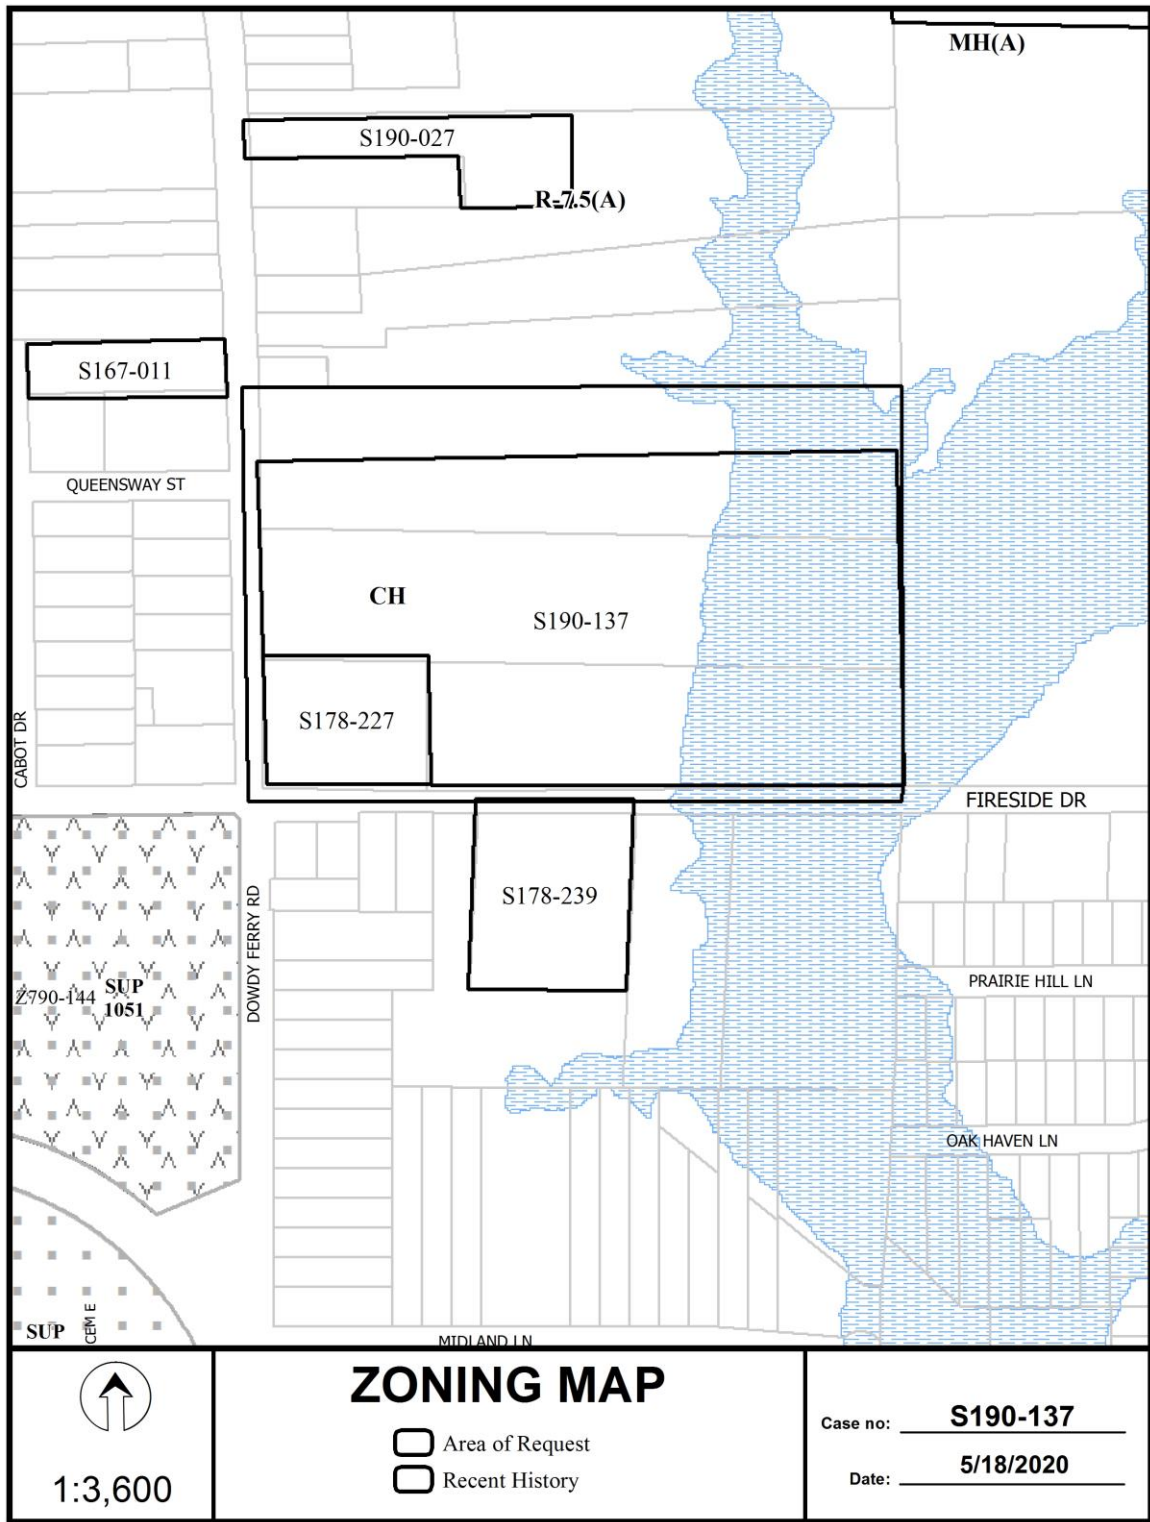 MH(A)
S190-027
R-7.5(A)
S167-011
QUEENSWAY ST
CH
S190-137
S178-227
CABOT DR
FIRESIDE DR
S178-239
DOWDY FERRY RD
PRAIRIE HILL LN
Z790-144
SUP
1051
OAK HAVEN LN
SUP
CEM E
MIDLAND LN
ZONING MAP
Area of Request
Recent History
1:3,600
Case no: S190-137
Date: 5/18/2020